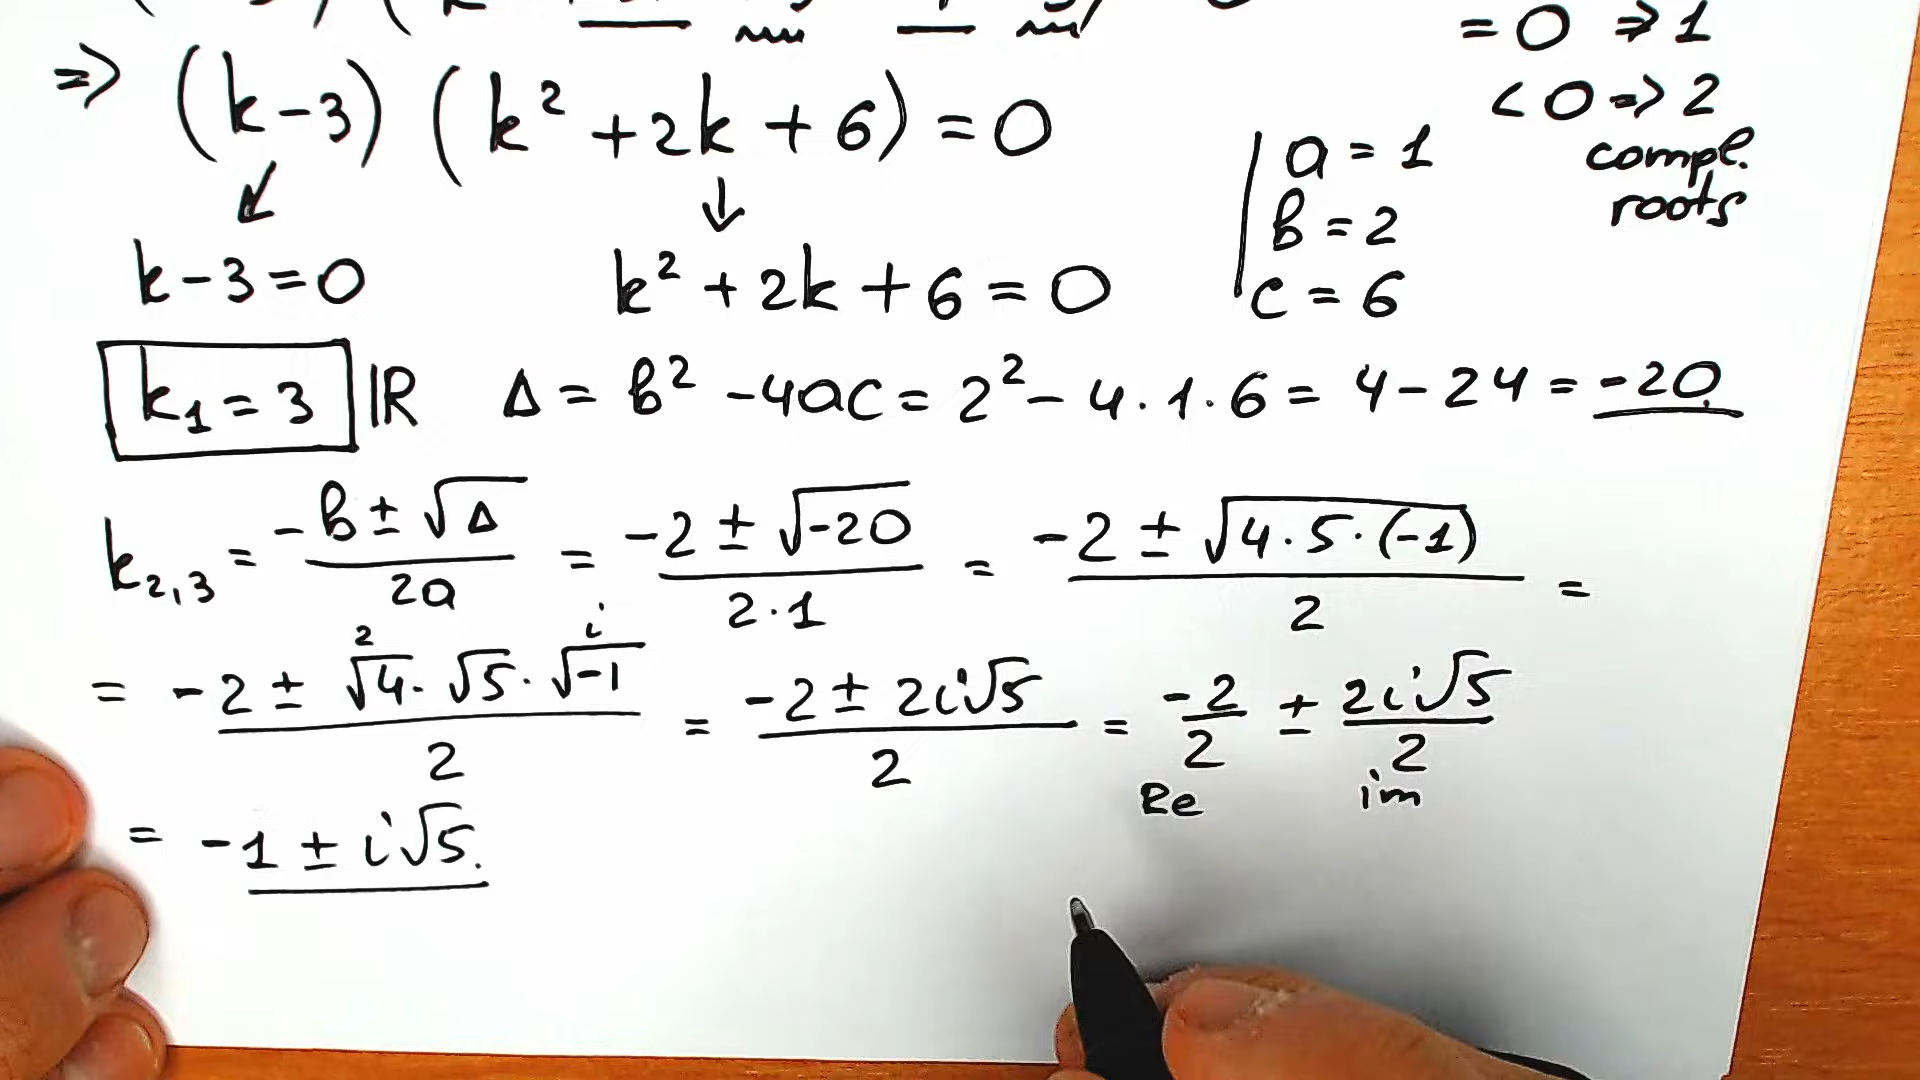 = 0 ⇒ 1
< 0 => 2
compl.
roots
=> (k-3) (k² + 2k + 6) = 0
a = 1
b = 2
c = 6
↙ ↓
k-3=0 k² + 2k + 6 = 0
k₁ = 3 IR Δ = b² - 4ac = 2² - 4·1·6 = 4 - 24 = -20
k₂,₃ = (-b ± √Δ)/(2a) = (-2 ± √(-20))/(2·1) = (-2 ± √(4·5·(-1)))/2 =
2 i
= (-2 ± √4·√5·√-1)/2 = (-2 ± 2i√5)/2 = -2/2 ± 2i√5/2
Re im
= -1 ± i√5.